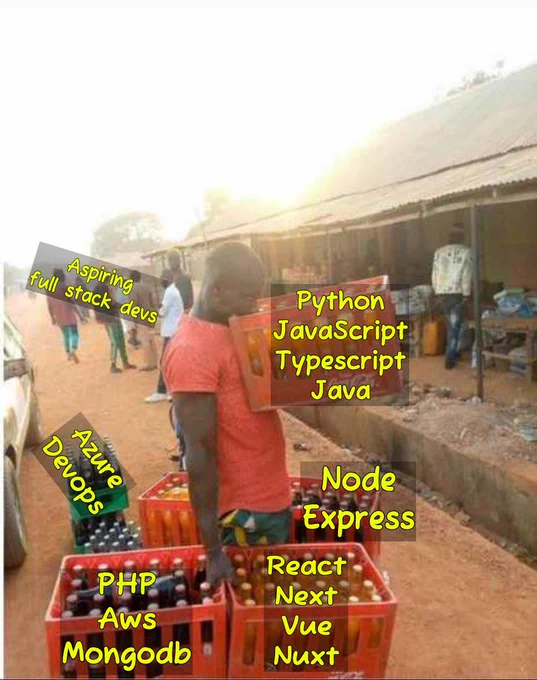 Aspiring
full stack devs
Python
JavaScript
Typescript
Java
Azure
Devops
Node
Express
PHP
Aws
Mongodb
React
Next
Vue
Nuxt